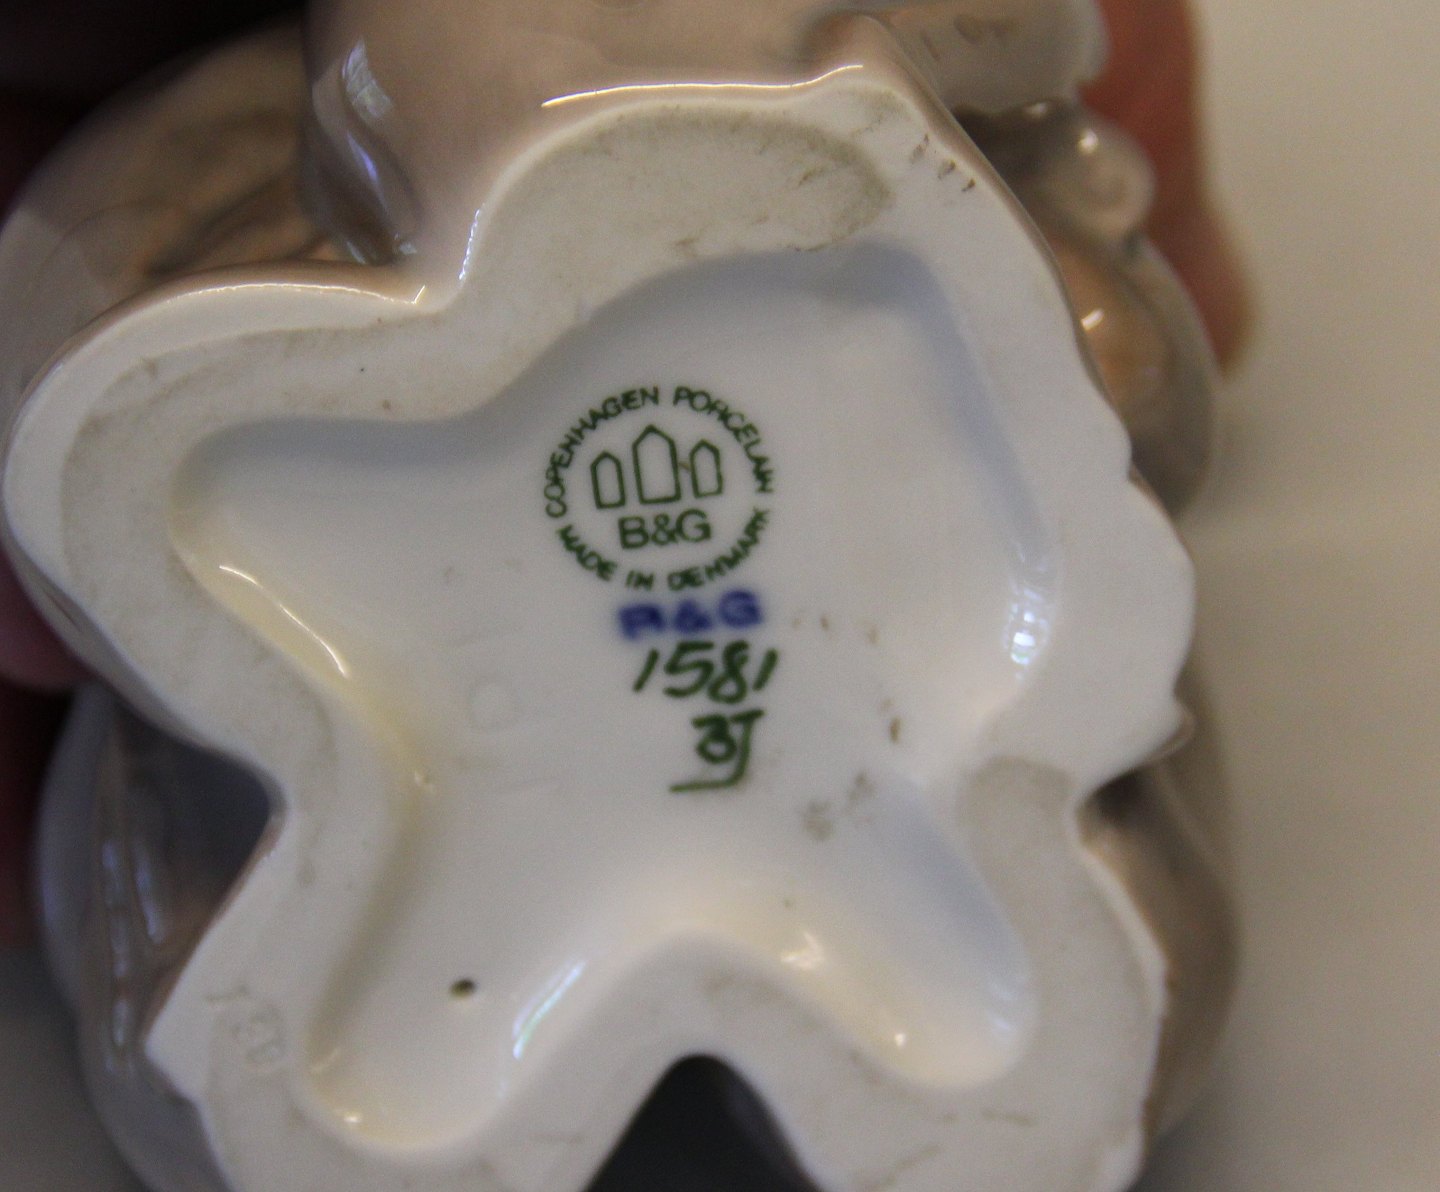 COPENHAGEN PORCELAIN
B&G
MADE IN DENMARK
B&G
1581